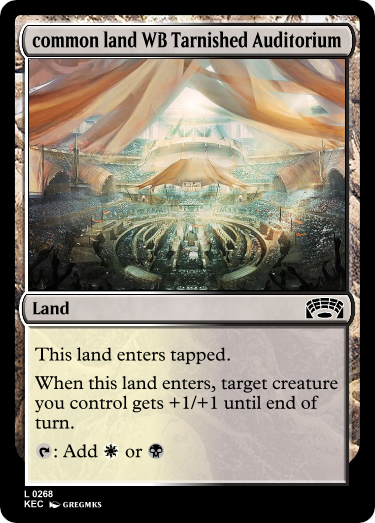 common land WB Tarnished Auditorium
Land
This land enters tapped.
When this land enters, target creature
you control gets +1/+1 until end of
turn.
: Add or
L 0268
KEC GREGMKS